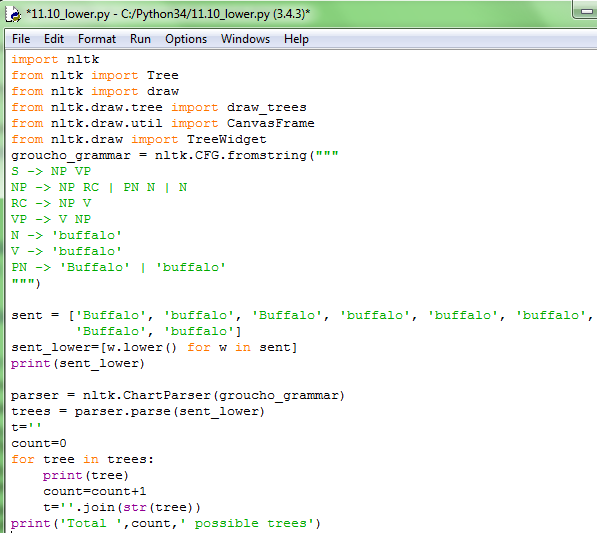 *11.10_lower.py - C:/Python34/11.10_lower.py (3.4.3)*
File Edit Format Run Options Windows Help
import nltk
from nltk import Tree
from nltk import draw
from nltk.draw.tree import draw_trees
from nltk.draw.util import CanvasFrame
from nltk.draw import TreeWidget
groucho_grammar = nltk.CFG.fromstring("""
S -> NP VP
NP -> NP RC | PN N | N
RC -> NP V
VP -> V NP
N -> 'buffalo'
V -> 'buffalo'
PN -> 'Buffalo' | 'buffalo'
""")
sent = ['Buffalo', 'buffalo', 'Buffalo', 'buffalo', 'buffalo', 'buffalo',
        'Buffalo', 'buffalo']
sent_lower=[w.lower() for w in sent]
print(sent_lower)
parser = nltk.ChartParser(groucho_grammar)
trees = parser.parse(sent_lower)
t=''
count=0
for tree in trees:
    print(tree)
    count=count+1
    t=''.join(str(tree))
print('Total ',count,' possible trees')